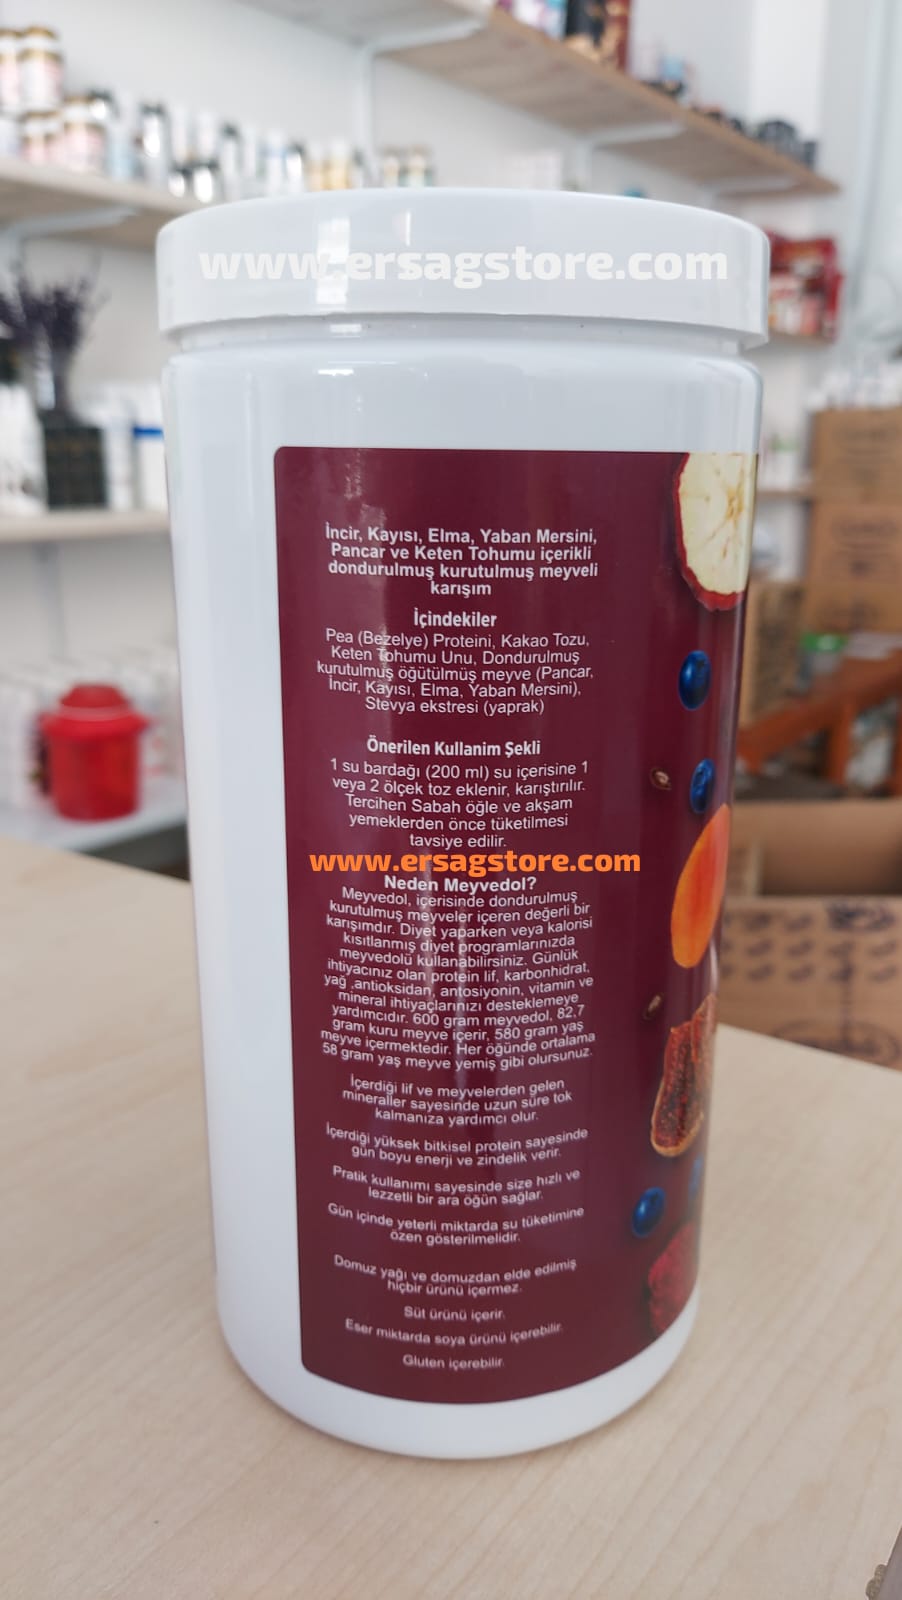 www.ersagstore.com
İncir, Kayısı, Elma, Yaban Mersini,
Pancar ve Keten Tohumu içerikli
dondurulmuş kurutulmuş meyveli
karışım
İçindekiler
Pea (Bezelye) Proteini, Kakao Tozu,
Keten Tohumu Unu, Dondurulmuş
kurutulmuş öğütülmüş meyve (Pancar,
İncir, Kayısı, Elma, Yaban Mersini),
Stevya ekstresi (yaprak)
Önerilen Kullanim Şekli
1 su bardağı (200 ml) su içerisine 1
veya 2 ölçek toz eklenir, karıştırılır.
Tercihen Sabah öğle ve akşam
yemeklerden önce tüketilmesi
tavsiye edilir.
www.ersagstore.com
Neden Meyvedol?
Meyvedol, içerisinde dondurulmuş
kurutulmuş meyveler içeren değerli bir
karışımdır. Diyet yaparken veya kalorisi
kısıtlanmış diyet programlarınızda
meyvedolü kullanabilirsiniz. Günlük
ihtiyacınız olan protein lif, karbonhidrat,
yağ ,antioksidan, antosiyonin, vitamin ve
mineral ihtiyaçlarınızı desteklemeye
yardımcıdır. 600 gram meyvedol, 82,7
gram kuru meyve içerir, 580 gram yaş
meyve içermektedir. Her öğünde ortalama
58 gram yaş meyve yemiş gibi olursunuz.
İçerdiği lif ve meyvelerden gelen
mineraller sayesinde uzun süre tok
kalmanıza yardımcı olur.
İçerdiği yüksek bitkisel protein sayesinde
gün boyu enerji ve zindelik verir.
Pratik kullanımı sayesinde size hızlı ve
lezzetli bir ara öğün sağlar.
Gün içinde yeterli miktarda su tüketimine
özen gösterilmelidir.
Domuz yağı ve domuzdan elde edilmiş
hiçbir ürünü içermez.
Süt ürünü içerir.
Eser miktarda soya ürünü içerebilir.
Gluten içerebilir.